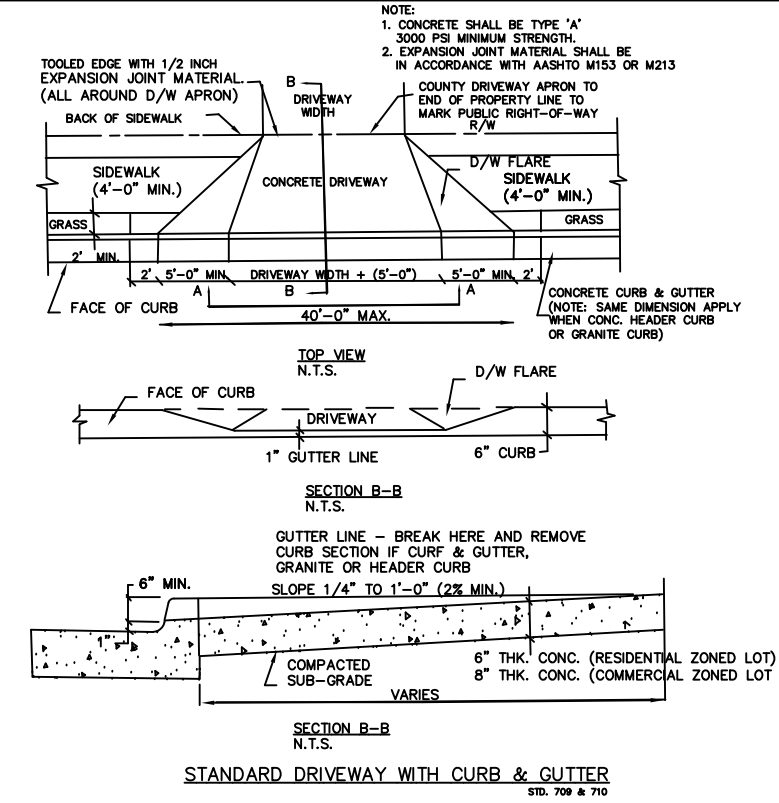 NOTE:
1. CONCRETE SHALL BE TYPE 'A'
3000 PSI MINIMUM STRENGTH.
2. EXPANSION JOINT MATERIAL SHALL BE
IN ACCORDANCE WITH AASHTO M153 OR M213
TOOLED EDGE WITH 1/2 INCH
EXPANSION JOINT MATERIAL.
(ALL AROUND D/W APRON)
BACK OF SIDEWALK
B
DRIVEWAY
WIDTH
COUNTY DRIVEWAY APRON TO
END OF PROPERTY LINE TO
MARK PUBLIC RIGHT-OF-WAY
R/W
SIDEWALK
(4'-0" MIN.)
CONCRETE DRIVEWAY
D/W FLARE
SIDEWALK
(4'-0" MIN.)
GRASS
GRASS
2' MIN.
2'
5'-0" MIN.
DRIVEWAY WIDTH + (5'-0")
5'-0" MIN.
2'
A
B
A
FACE OF CURB
40'-0" MAX.
CONCRETE CURB & GUTTER
(NOTE: SAME DIMENSION APPLY
WHEN CONC. HEADER CURB
OR GRANITE CURB)
TOP VIEW
N.T.S.
FACE OF CURB
D/W FLARE
DRIVEWAY
1" GUTTER LINE
6" CURB
SECTION B-B
N.T.S.
GUTTER LINE - BREAK HERE AND REMOVE
CURB SECTION IF CURF & GUTTER,
GRANITE OR HEADER CURB
6" MIN.
SLOPE 1/4" TO 1'-0" (2% MIN.)
1"
COMPACTED
SUB-GRADE
6" THK. CONC. (RESIDENTIAL ZONED LOT)
8" THK. CONC. (COMMERCIAL ZONED LOT
VARIES
SECTION B-B
N.T.S.
STANDARD DRIVEWAY WITH CURB & GUTTER
STD. 709 & 710